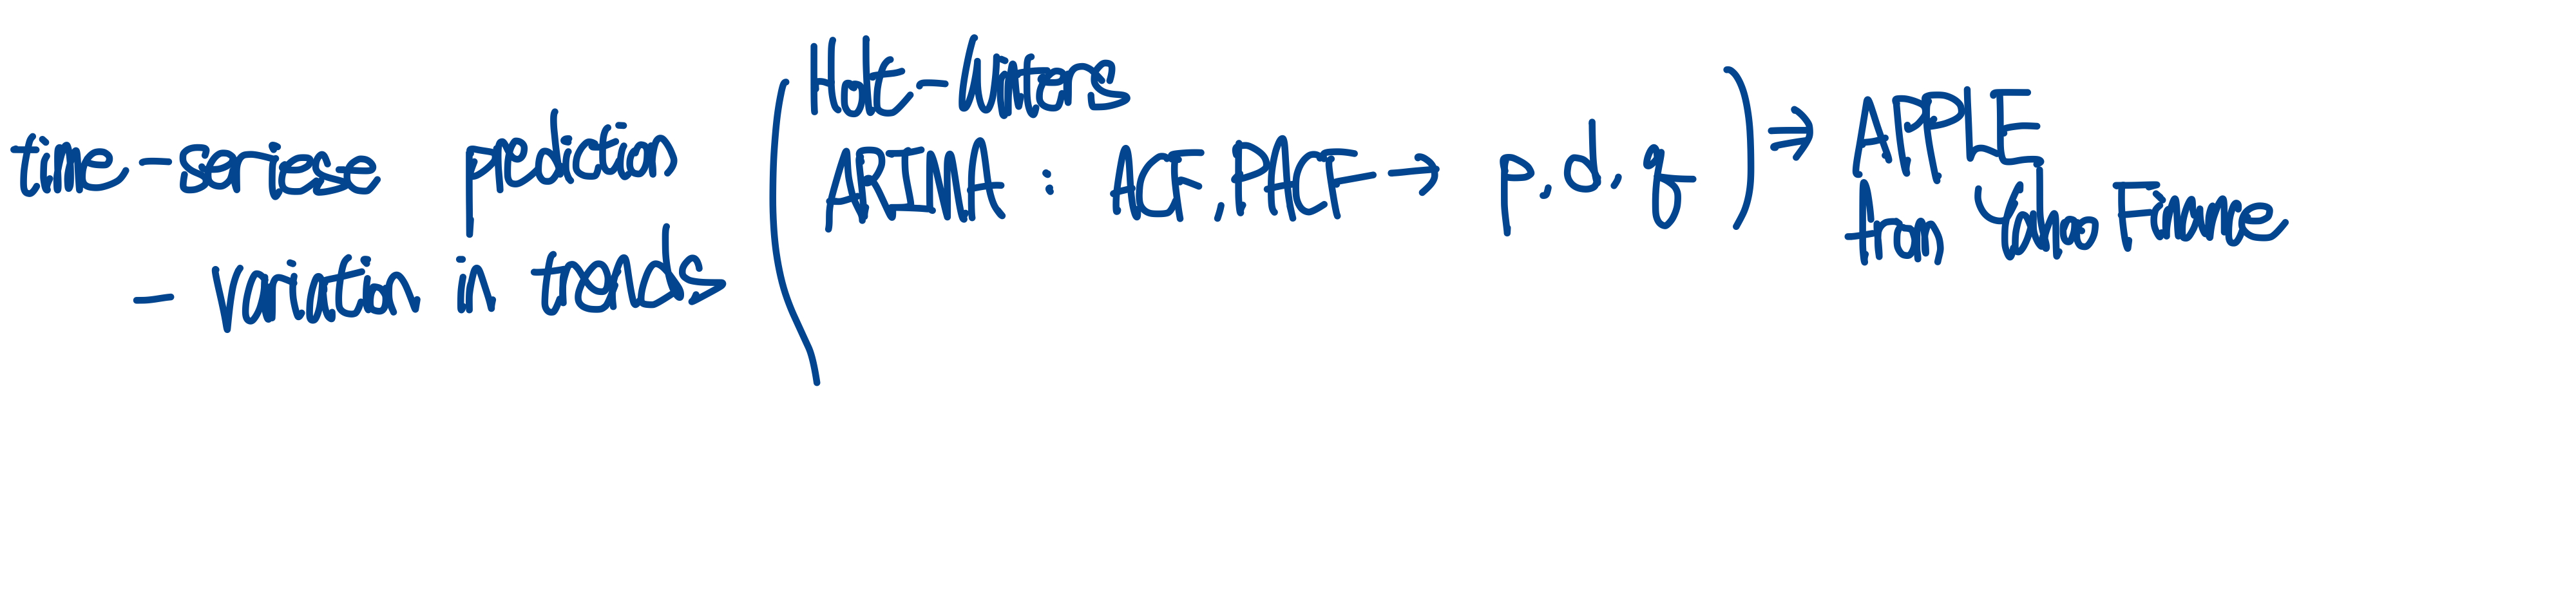 time-seriese prediction
- variation in trends
Holt-Winters
ARIMA : ACF, PACF → p, d, q
⇒ APPLE
from Yahoo Finance